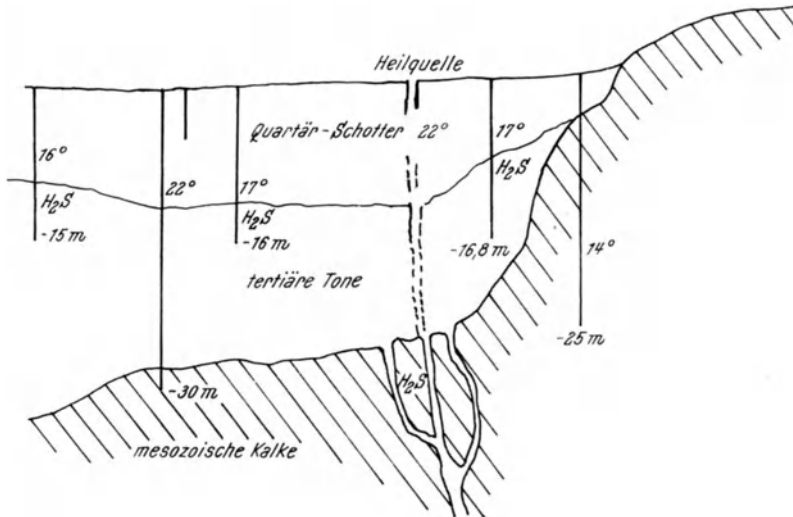 Heilquelle
Quartär-Schotter 22°
17°
16°
H₂S
22°
17°
H₂S
H₂S
-15 m
-16 m
-16,8 m
14°
tertiäre Tone
-25 m
H₂S
-30 m
mesozoische Kalke